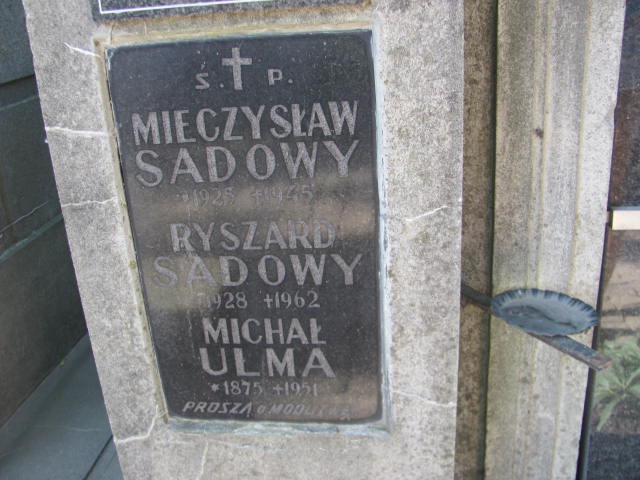 Ś. P.
MIECZYSŁAW
SADOWY
*1925 +1945
RYSZARD
SADOWY
*1928 +1962
MICHAŁ
ULMA
*1875 +1951
PROSZĄ O MODLITWĘ